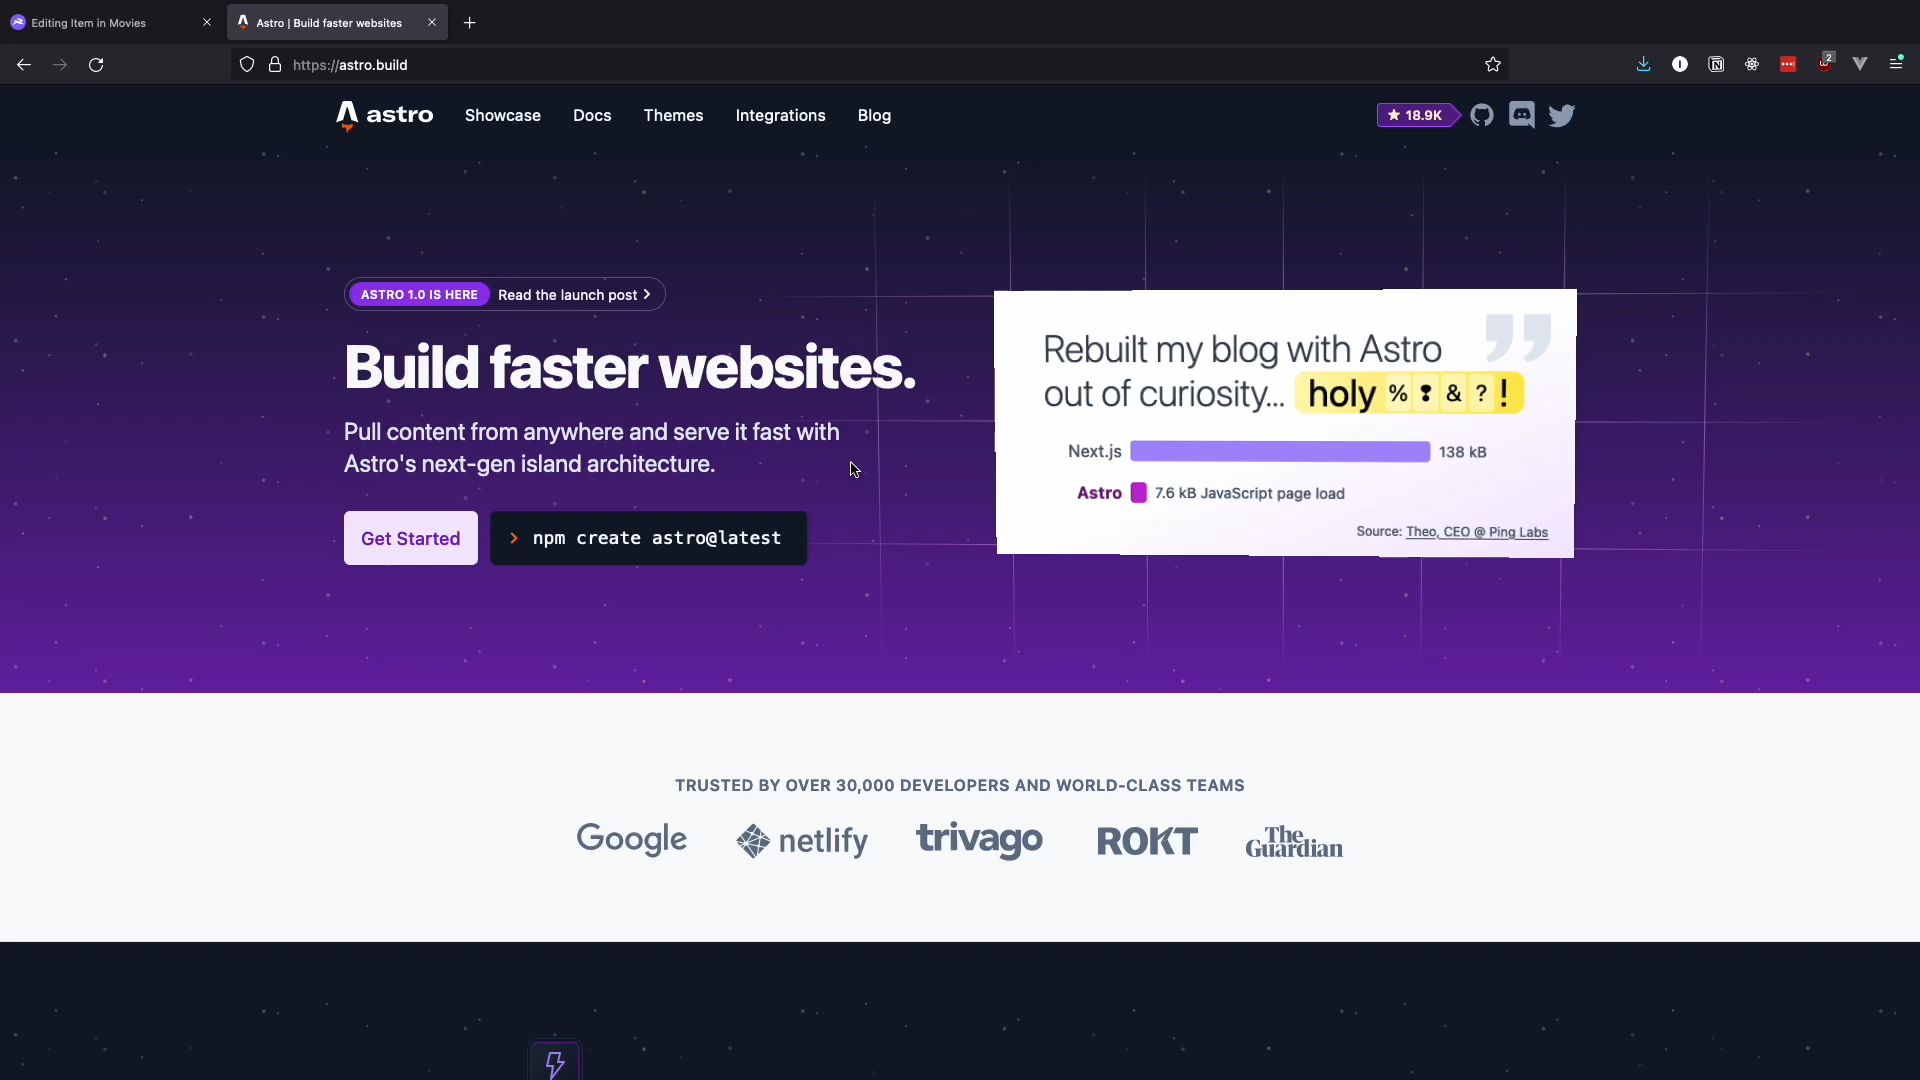 Editing Item in Movies
Astro | Build faster websites
https://astro.build
2
astro
Showcase
Docs
Themes
Integrations
Blog
18.9K
ASTRO 1.0 IS HERE
Read the launch post
Build faster websites.
Pull content from anywhere and serve it fast with
Astro's next-gen island architecture.
Get Started
> npm create astro@latest
Rebuilt my blog with Astro
out of curiosity... holy %❢&?!
Next.js 138 kB
Astro 7.6 kB JavaScript page load
Source: Theo, CEO @ Ping Labs
TRUSTED BY OVER 30,000 DEVELOPERS AND WORLD-CLASS TEAMS
Google
netlify
trivago
ROKT
The
Guardian